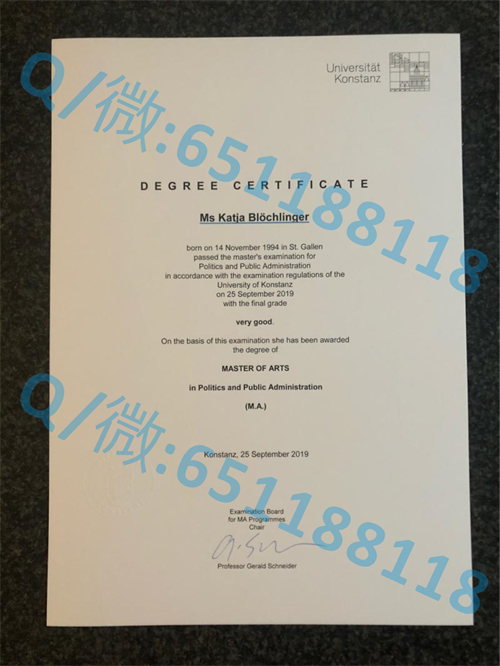 Universität
Konstanz
Q/微:651188118
DEGREE CERTIFICATE
Ms Katja Blöchlinger
born on 14 November 1994 in St. Gallen
passed the master's examination for
Politics and Public Administration
in accordance with the examination regulations of the
University of Konstanz
on 25 September 2019
with the final grade
very good.
On the basis of this examination she has been awarded
the degree of
MASTER OF ARTS
in Politics and Public Administration
(M.A.)
Q/微:651188118
Konstanz, 25 September 2019
Examination Board
for MA Programmes
Chair
Professor Gerald Schneider